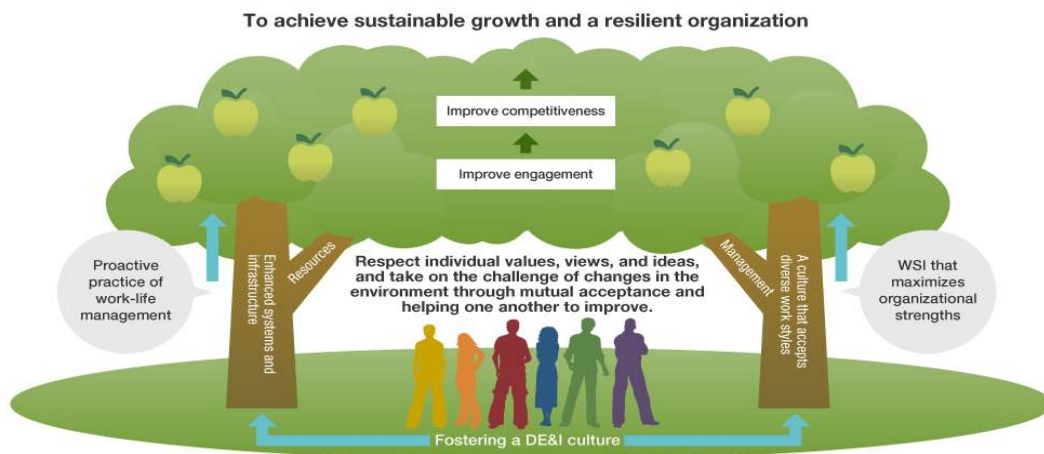 To achieve sustainable growth and a resilient organization
Improve competitiveness
Improve engagement
Proactive
practice of
work-life
management
Enhanced systems and
infrastructure
Resources
Respect individual values, views, and ideas,
and take on the challenge of changes in the
environment through mutual acceptance and
helping one another to improve.
Management
A culture that accepts
diverse work styles
WSI that
maximizes
organizational
strengths
Fostering a DE&I culture